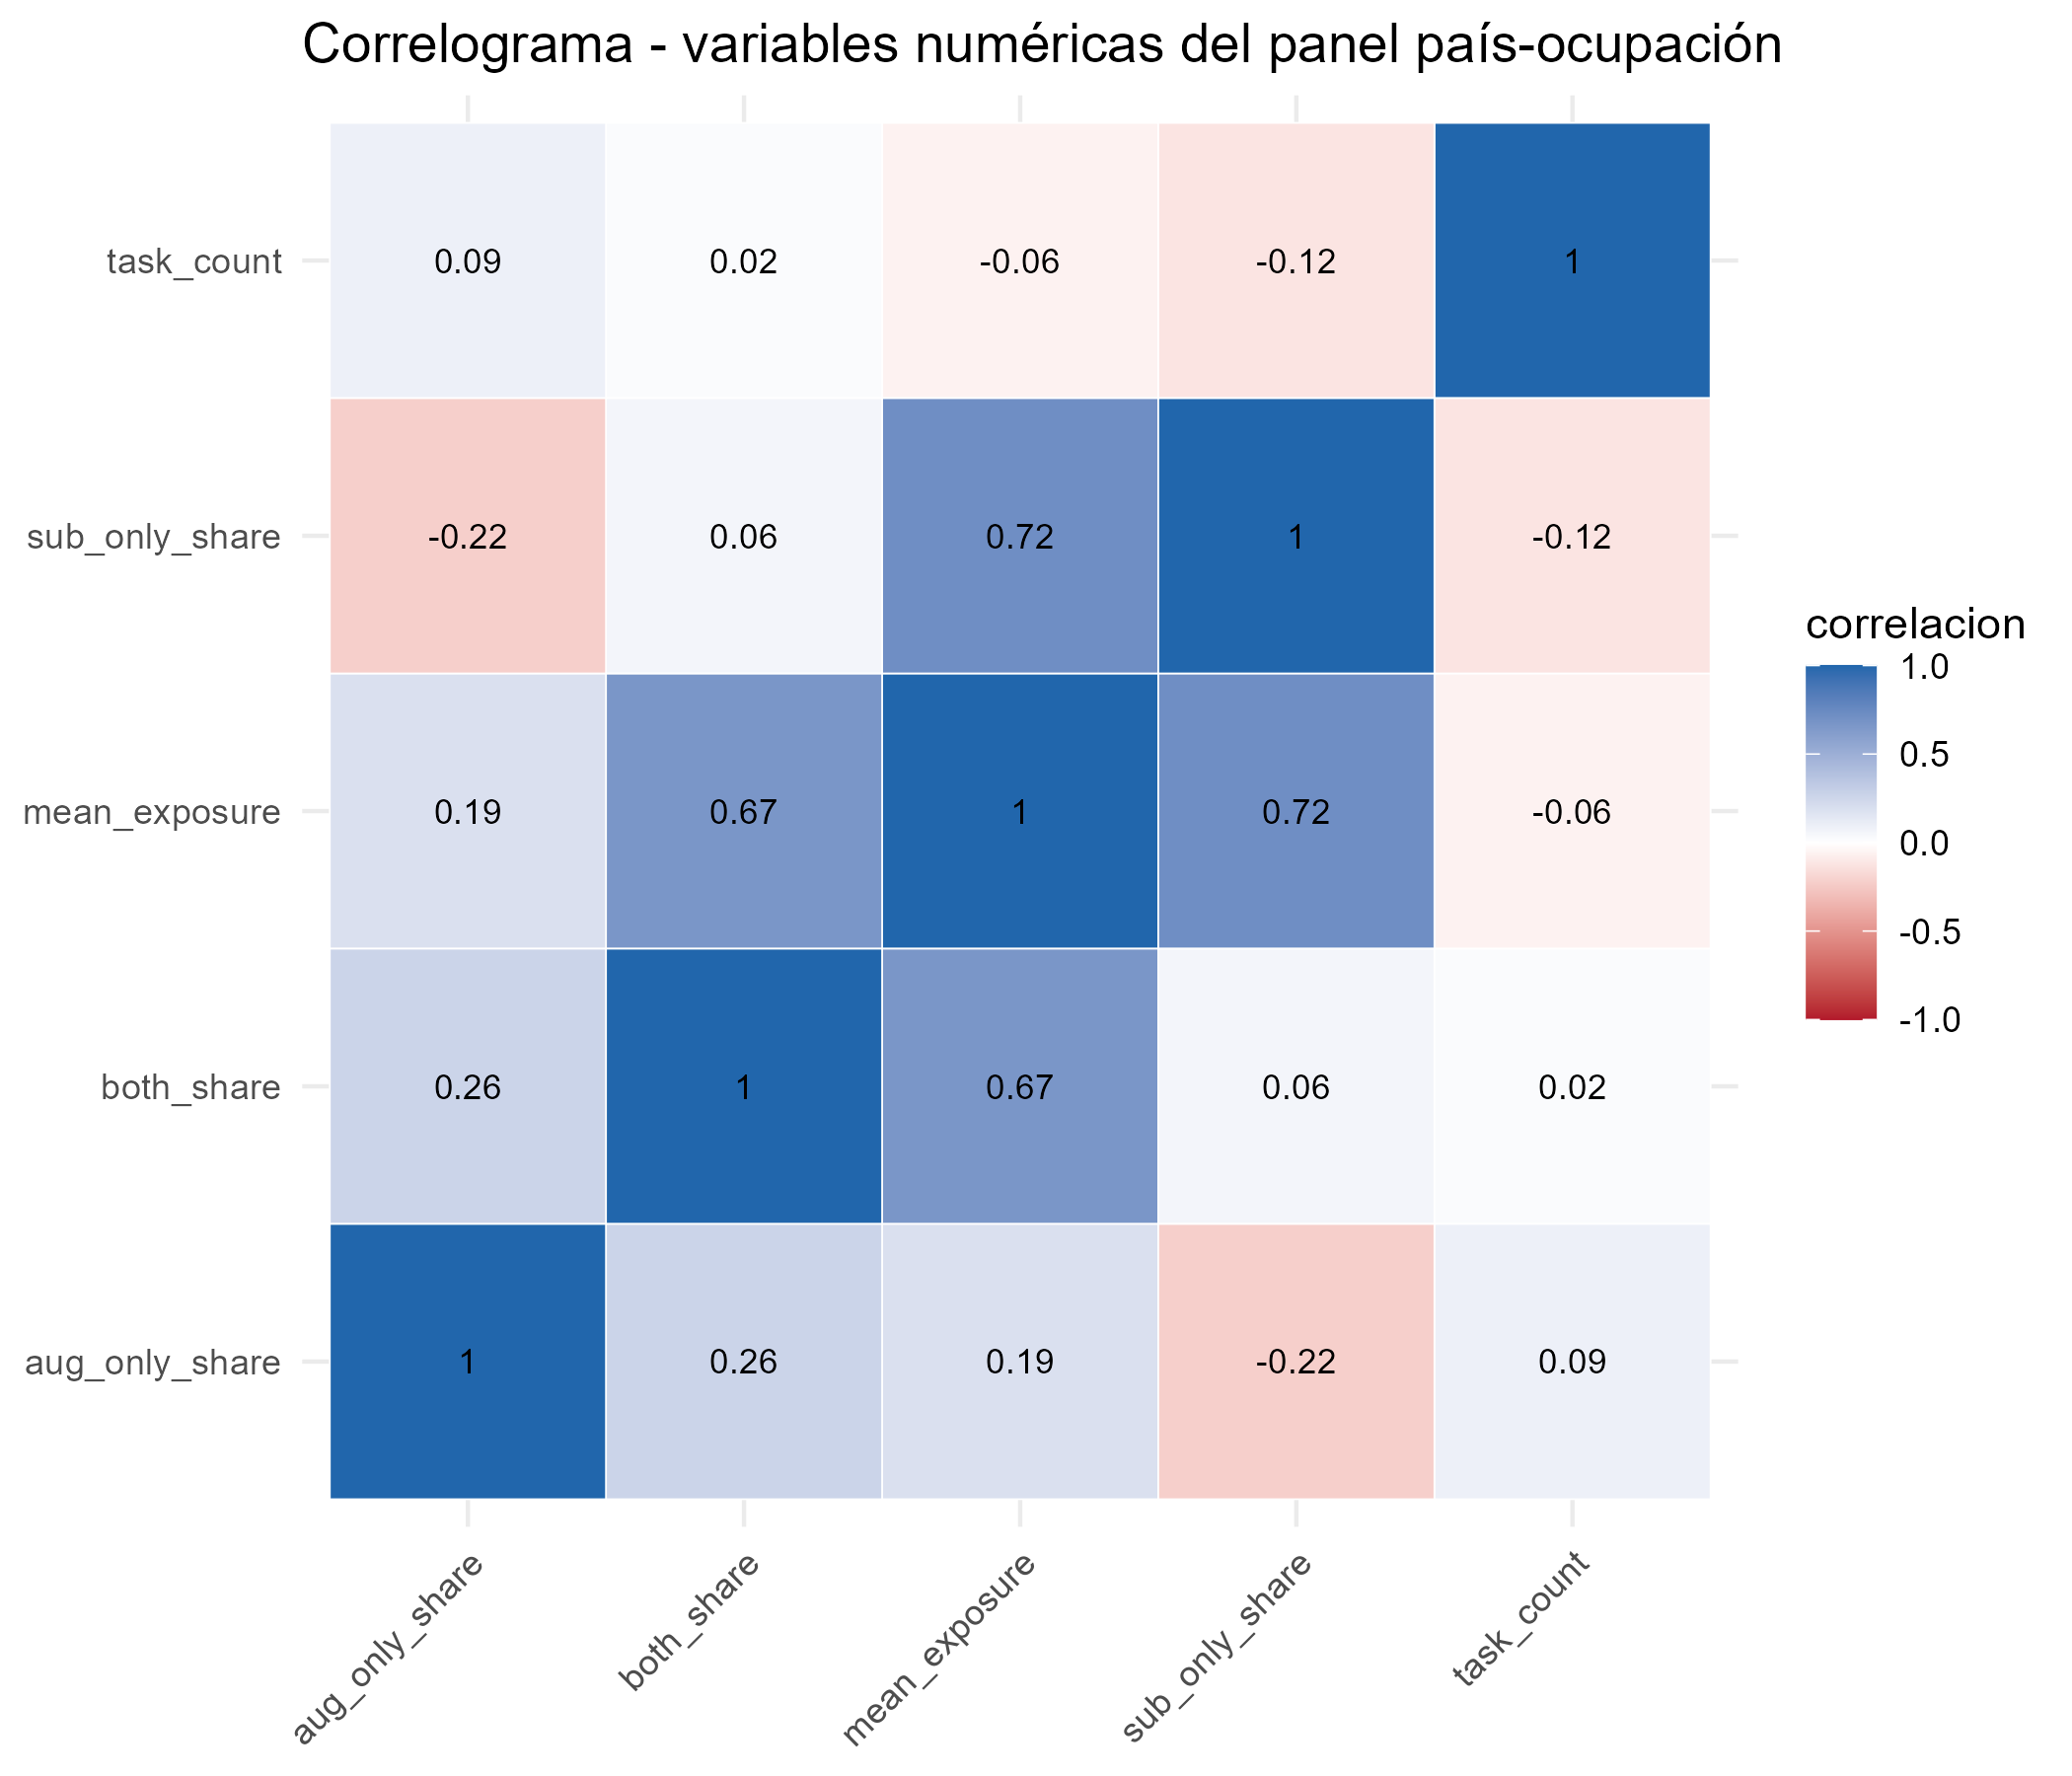 Correlograma - variables numéricas del panel país-ocupación
task_count 0.09 0.02 -0.06 -0.12 1
sub_only_share -0.22 0.06 0.72 1 -0.12
mean_exposure 0.19 0.67 1 0.72 -0.06
both_share 0.26 1 0.67 0.06 0.02
aug_only_share 1 0.26 0.19 -0.22 0.09
aug_only_share both_share mean_exposure sub_only_share task_count
correlacion
1.0
0.5
0.0
-0.5
-1.0